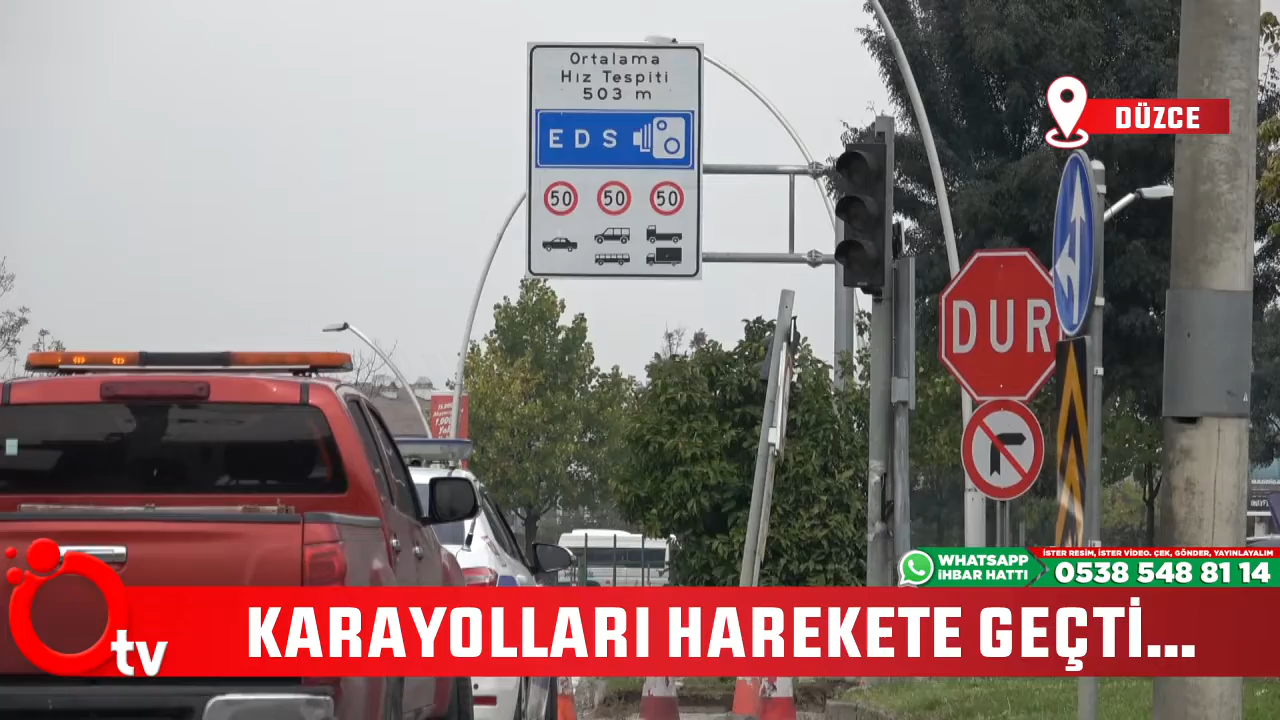 Ortalama
Hız Tespiti
503 m
EDS
50 50 50
DÜZCE
DUR
WHATSAPP
İHBAR HATTI
İSTER RESİM, İSTER VİDEO. ÇEK, GÖNDER, YAYINLAYALIM
0538 548 81 14
tv
KARAYOLLARI HAREKETE GEÇTİ...